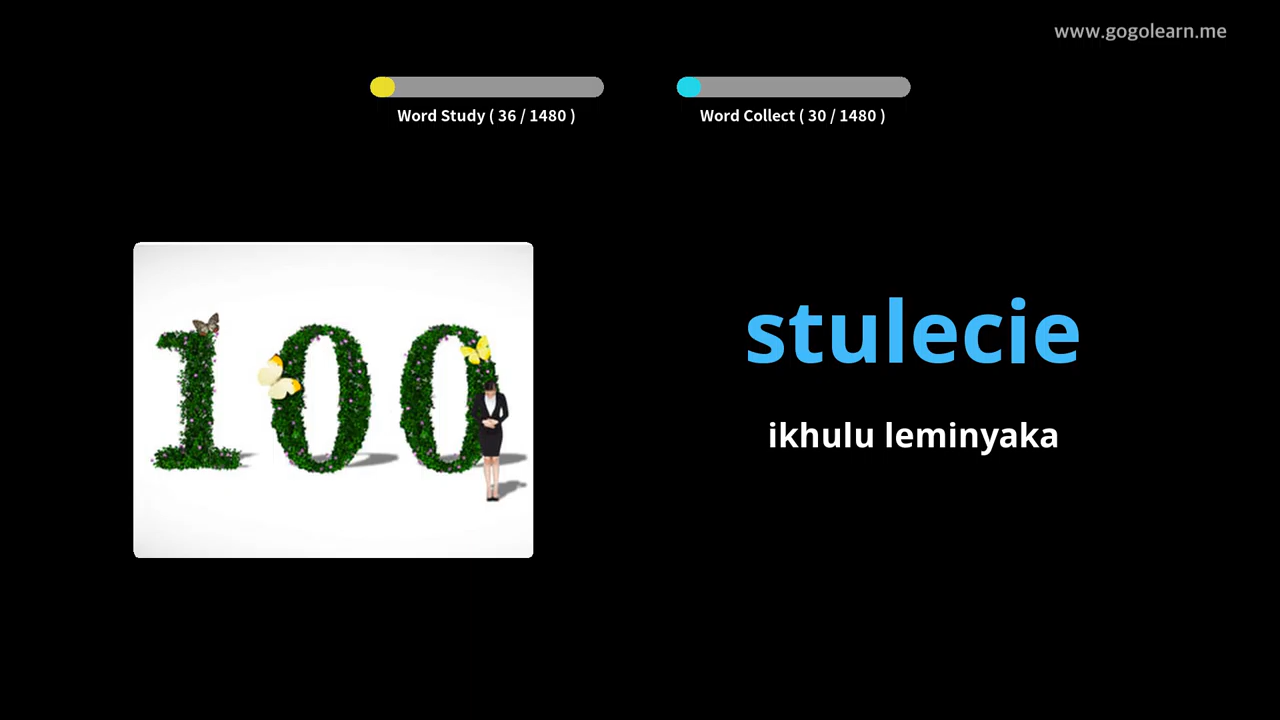 www.gogolearn.me
Word Study ( 36 / 1480 )
Word Collect ( 30 / 1480 )
100
stulecie
ikhulu leminyaka